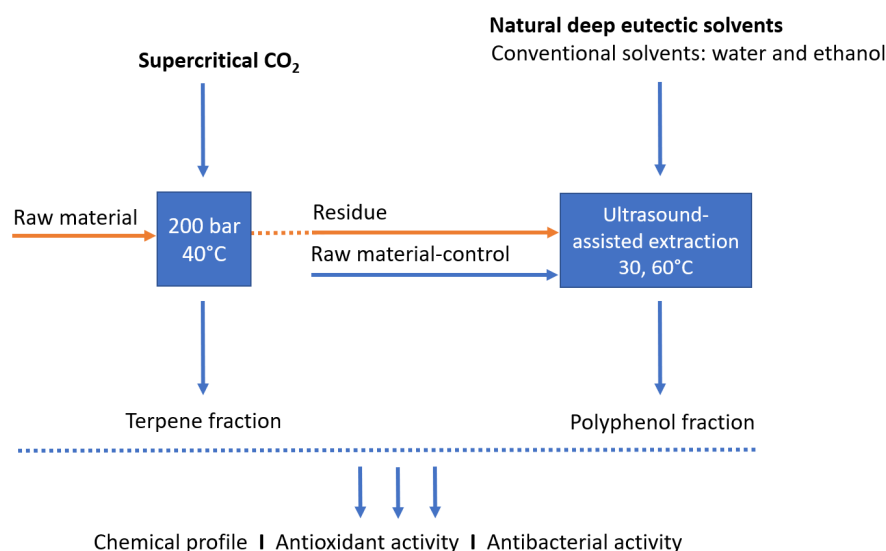 Natural deep eutectic solvents
Conventional solvents: water and ethanol
Supercritical CO₂
Raw material
200 bar
40°C
Residue
Raw material-control
Ultrasound-
assisted extraction
30, 60°C
Terpene fraction
Polyphenol fraction
Chemical profile I Antioxidant activity I Antibacterial activity